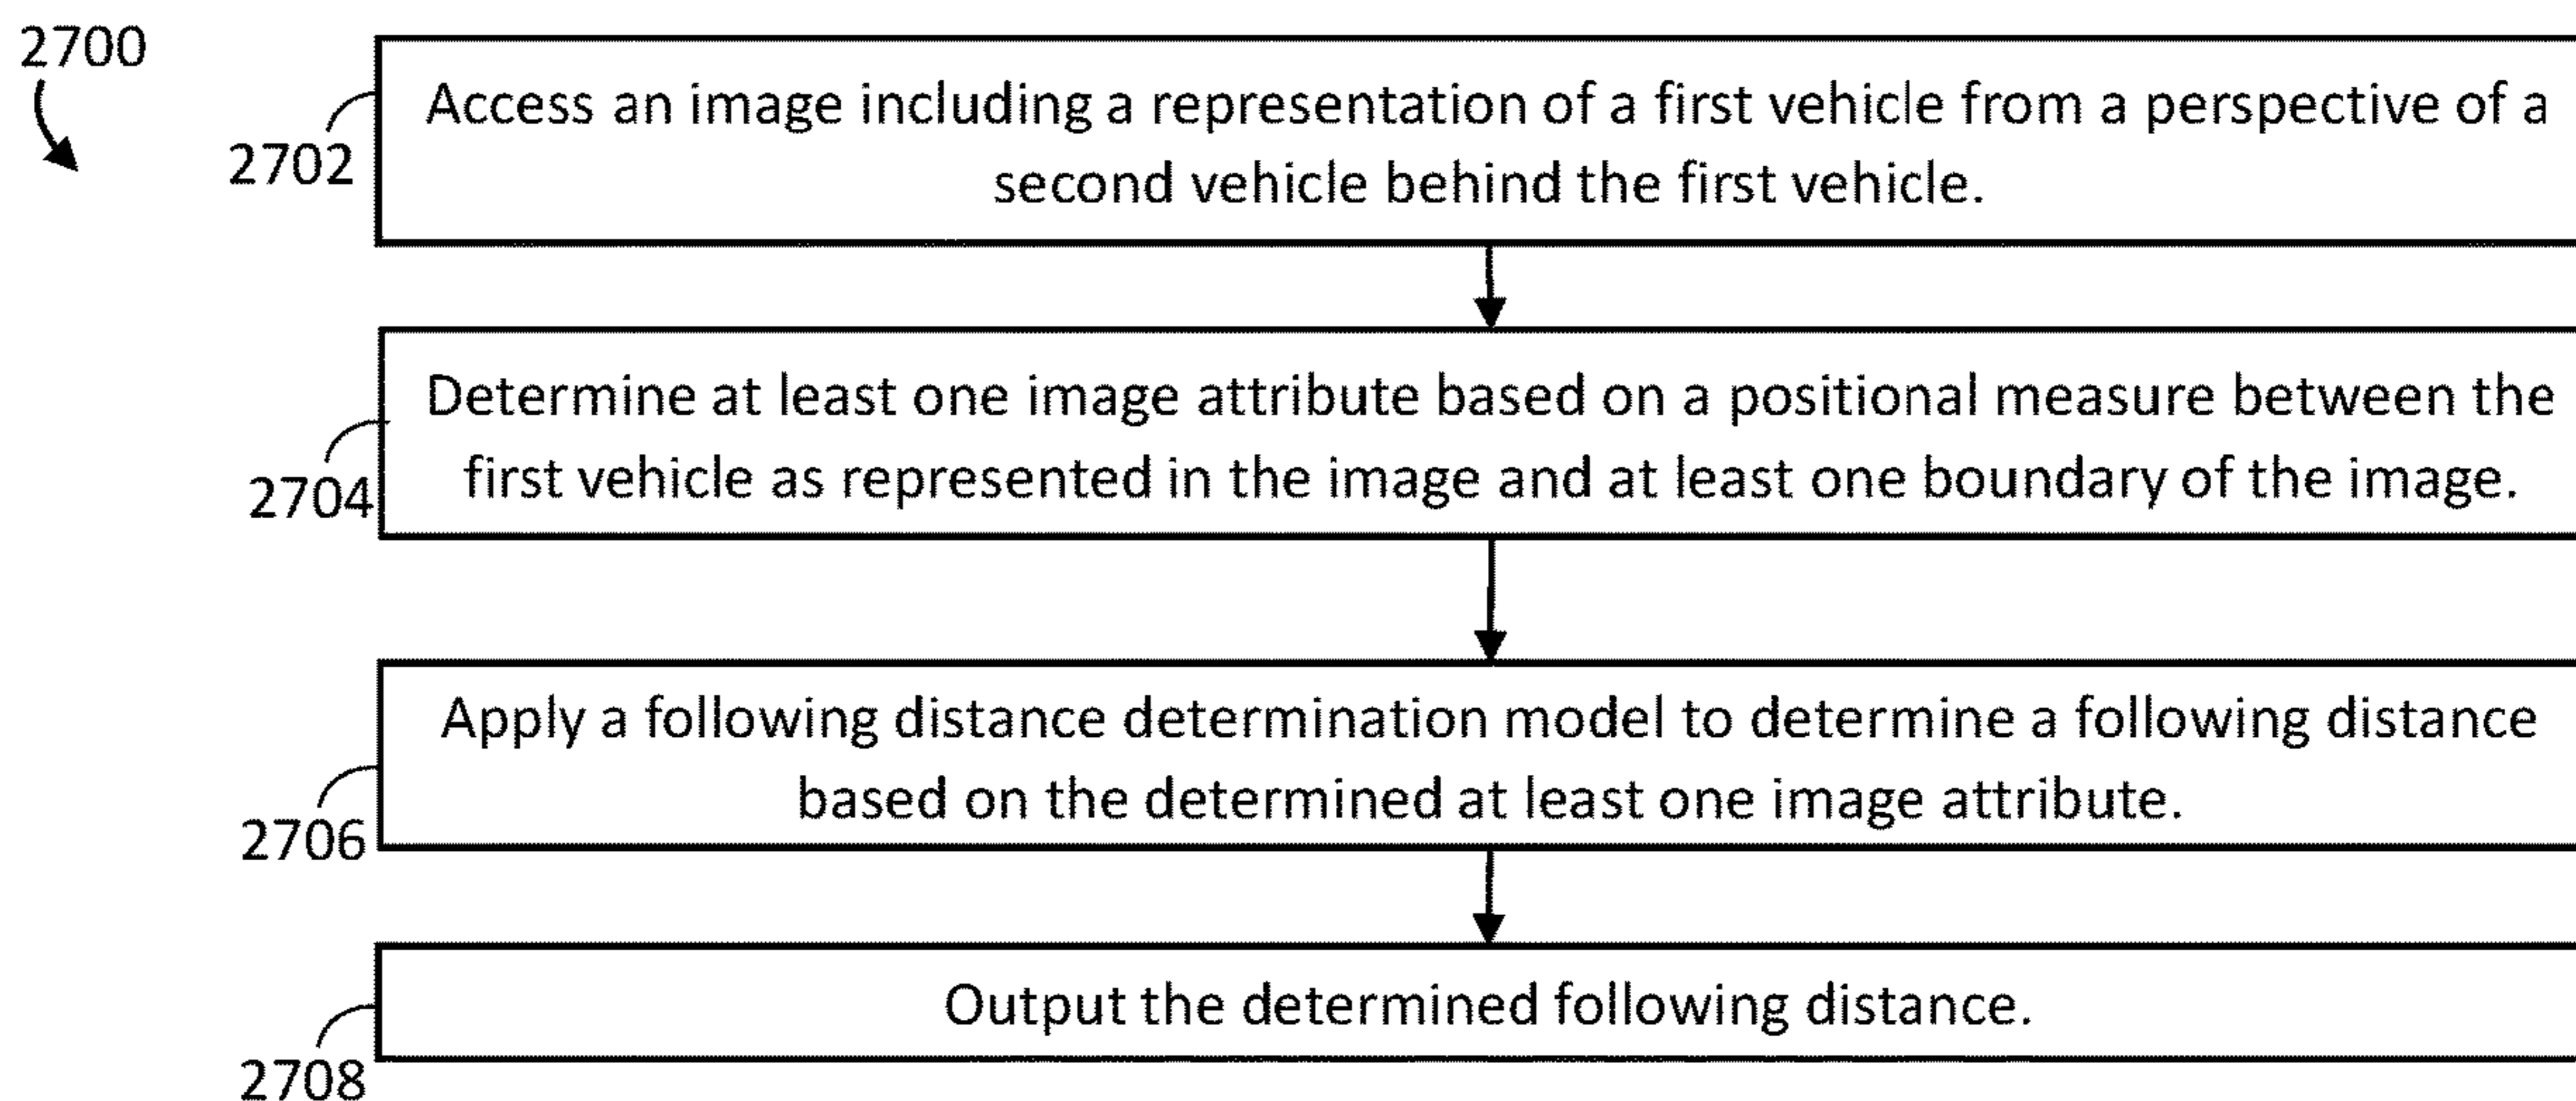 2700
Access an image including a representation of a first vehicle from a perspective of a
second vehicle behind the first vehicle.
2702
Determine at least one image attribute based on a positional measure between the
first vehicle as represented in the image and at least one boundary of the image.
2704
Apply a following distance determination model to determine a following distance
based on the determined at least one image attribute.
2706
Output the determined following distance.
2708